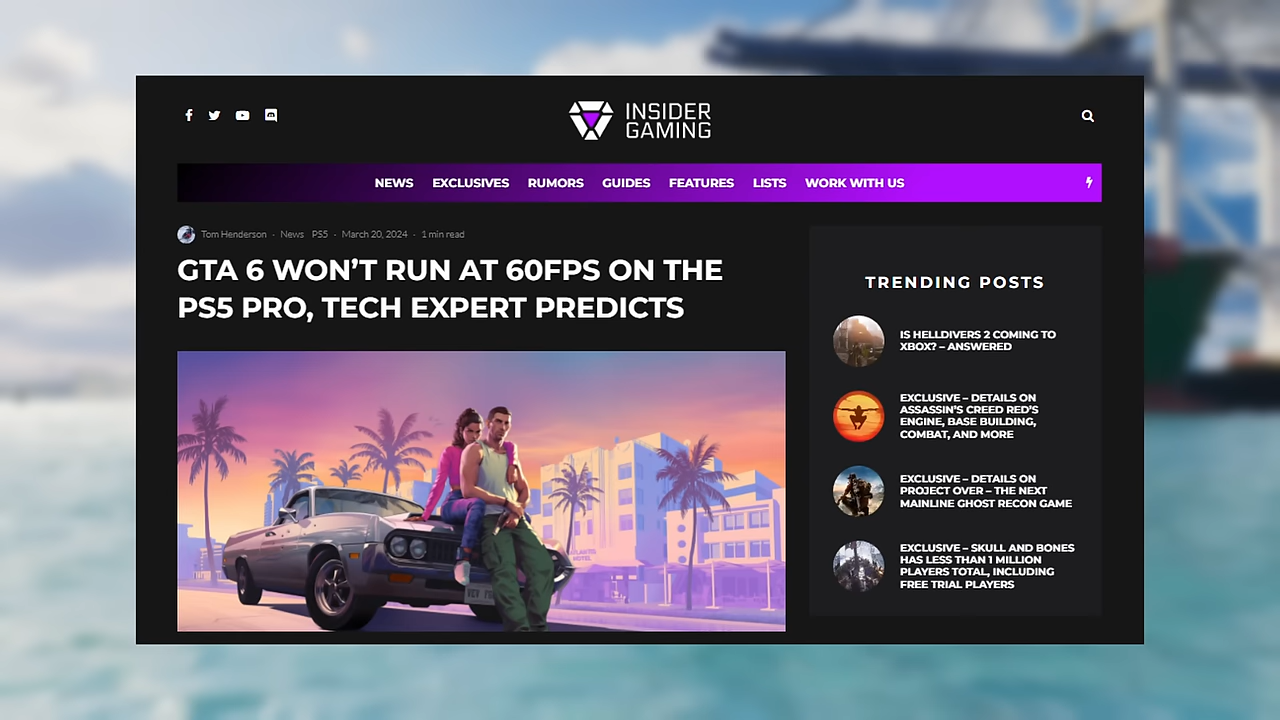 INSIDER
GAMING
NEWS EXCLUSIVES RUMORS GUIDES FEATURES LISTS WORK WITH US
Tom Henderson · News PS5 · March 20, 2024 · 1 min read
GTA 6 WON’T RUN AT 60FPS ON THE
PS5 PRO, TECH EXPERT PREDICTS
TRENDING POSTS
IS HELLDIVERS 2 COMING TO
XBOX? – ANSWERED
EXCLUSIVE – DETAILS ON
ASSASSIN’S CREED RED’S
ENGINE, BASE BUILDING,
COMBAT, AND MORE
EXCLUSIVE – DETAILS ON
PROJECT OVER – THE NEXT
MAINLINE GHOST RECON GAME
EXCLUSIVE – SKULL AND BONES
HAS LESS THAN 1 MILLION
PLAYERS TOTAL, INCLUDING
FREE TRIAL PLAYERS